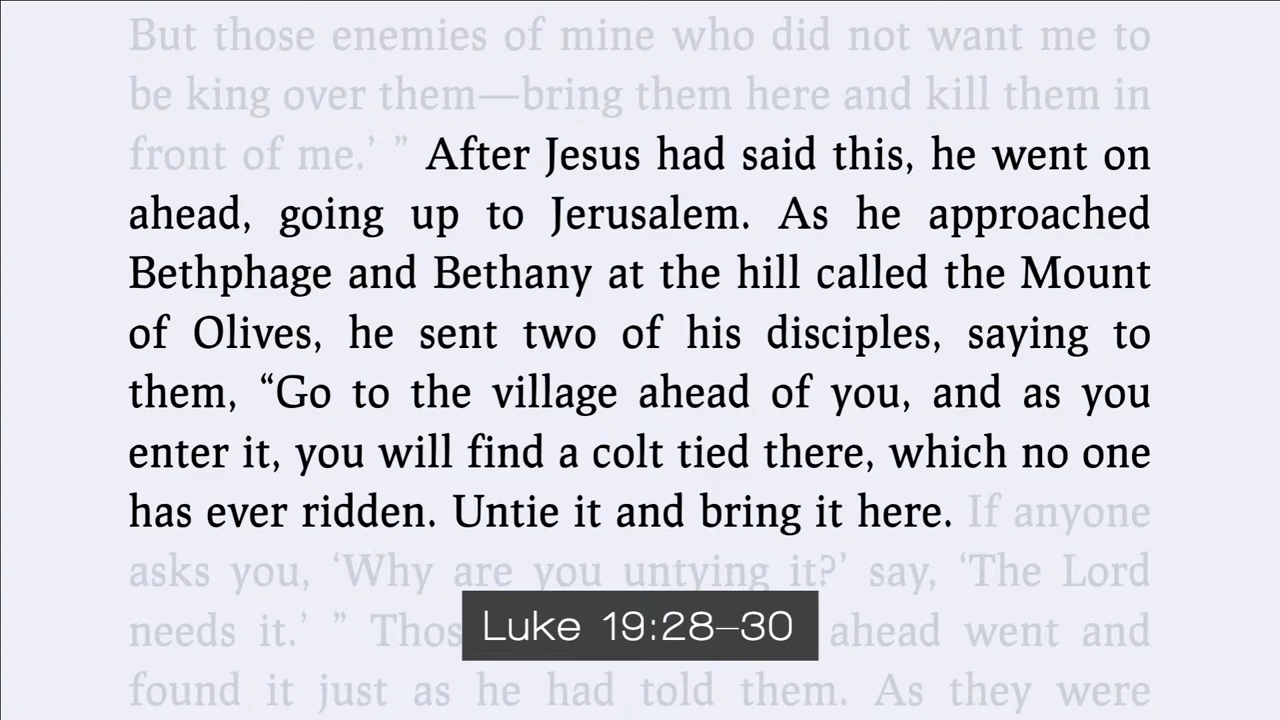 But those enemies of mine who did not want me to
be king over them—bring them here and kill them in
front of me.’ ” After Jesus had said this, he went on
ahead, going up to Jerusalem. As he approached
Bethphage and Bethany at the hill called the Mount
of Olives, he sent two of his disciples, saying to
them, “Go to the village ahead of you, and as you
enter it, you will find a colt tied there, which no one
has ever ridden. Untie it and bring it here. If anyone
asks you, ‘Why are you untying it?’ say, ‘The Lord
needs it.’ ” ahead went and
Luke 19:28–30
found it just as he had told them. As they were